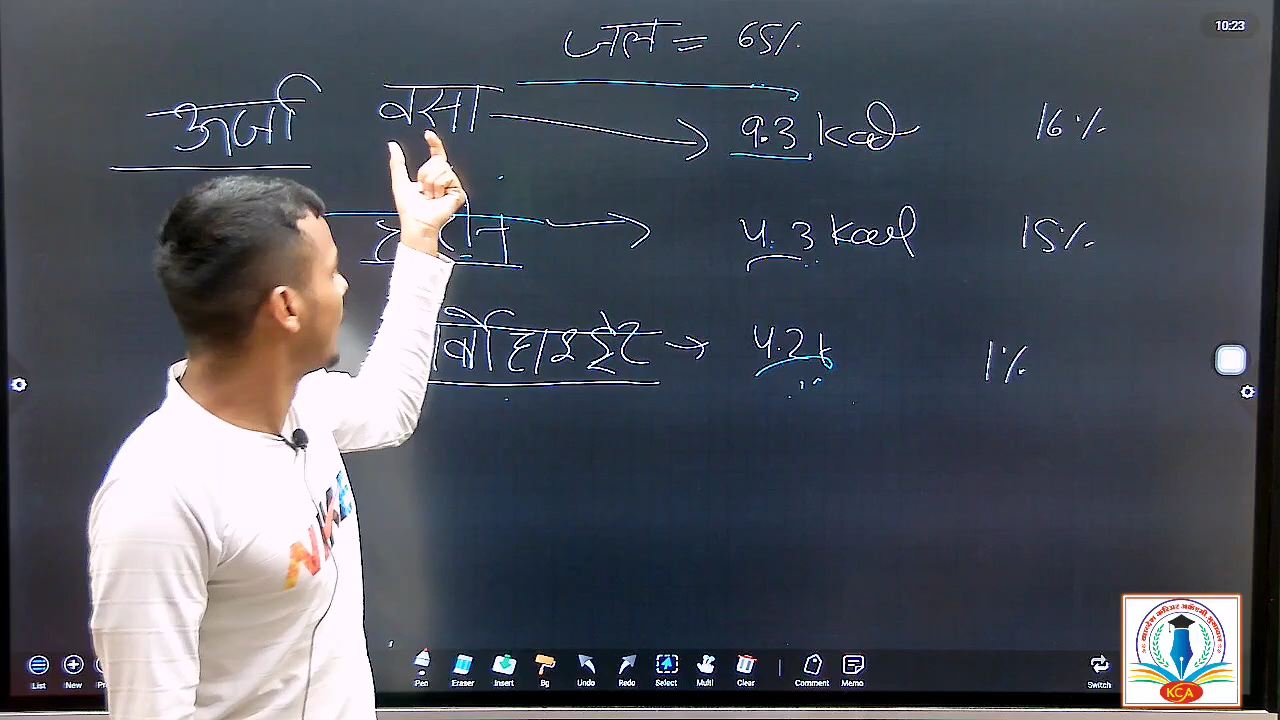 10:23
जल = 65%
ऊर्जा वसा → 9.3 kcal 16%
→ 4.3 kcal 15%
→ 4.21 1%
List New Pen Eraser Insert Bg Undo Redo Select Multi Clear Comment Memo Switch
KCA